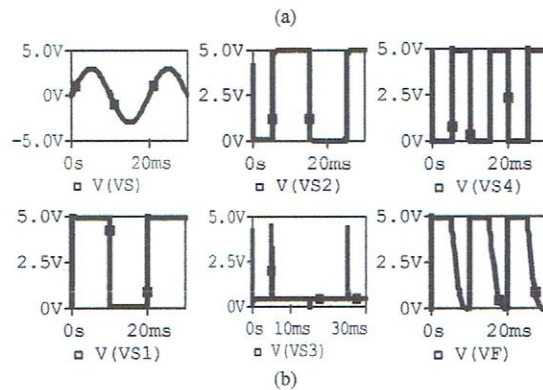 (a)
5.0V 5.0V 5.0V
0V 2.5V 2.5V
-5.0V 0V 0V
0s 20ms 0s 20ms 0s 20ms
V(VS) V(VS2) V(VS4)
5.0V 5.0V 5.0V
2.5V 2.5V 2.5V
0V 0V 0V
0s 20ms 0s 10ms 30ms 0s 20ms
V(VS1) V(VS3) V(VF)
(b)